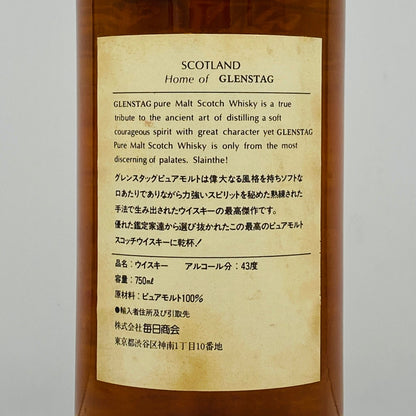 SCOTLAND
Home of GLENSTAG
GLENSTAG pure Malt Scotch Whisky is a true
tribute to the ancient art of distilling a soft
courageous spirit with great character yet GLENSTAG
Pure Malt Scotch Whisky is only from the most
discerning of palates. Slainthe!
グレンスタッグピュアモルトは偉大なる風格を持ちソフトな
口あたりでありながら力強いスピリットを秘めた熟練された
手法で生み出されたウイスキーの最高傑作です。
優れた鑑定家達から選び抜かれたこの最高のピュアモルト
スコッチウイスキーに乾杯!
品名:ウイスキー アルコール分:43度
容量:750ml
原材料:ピュアモルト100%
●輸入者住所及び引取先
株式会社 毎日商会
東京都渋谷区神南1丁目10番地